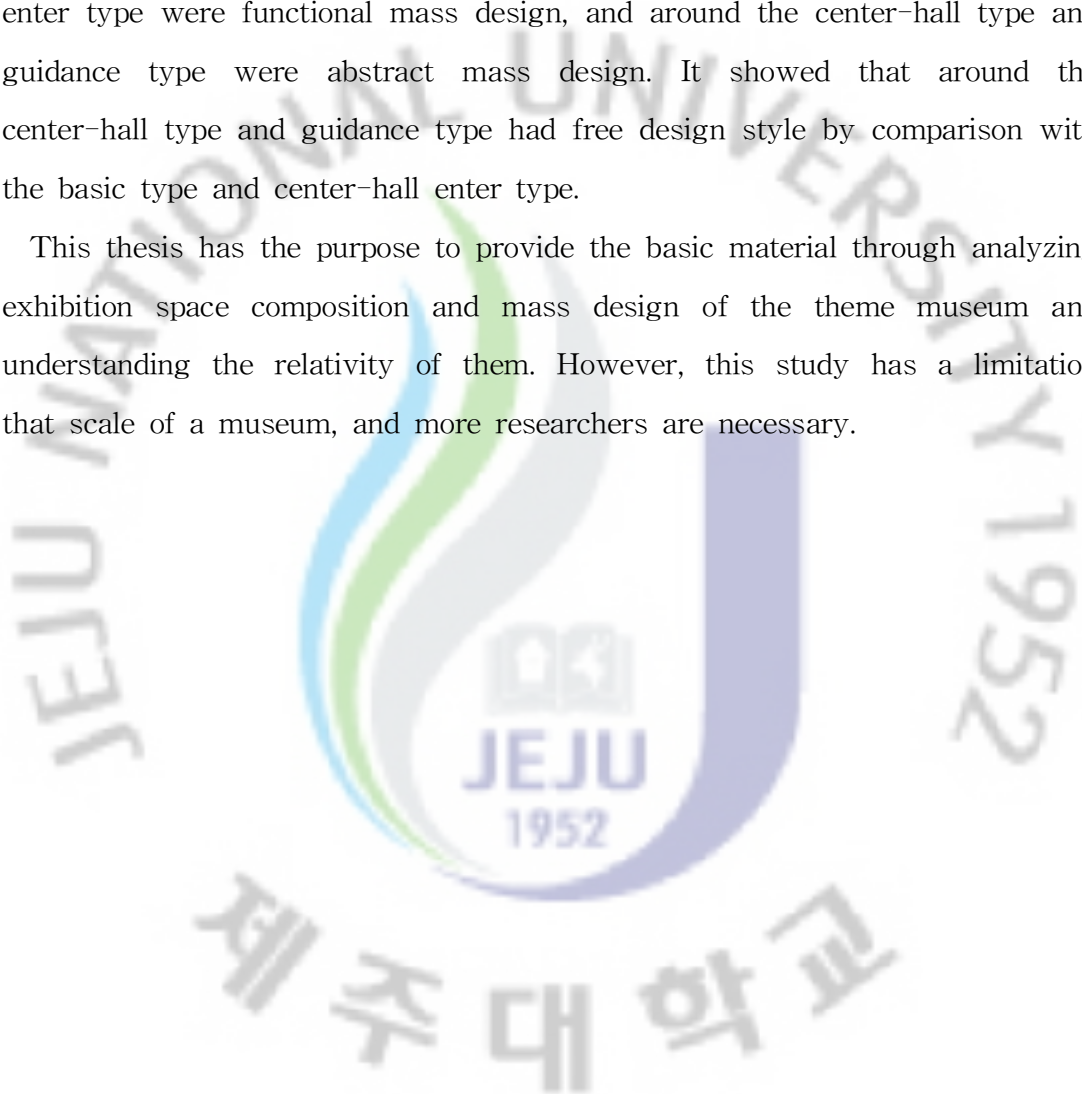 enter type were functional mass design, and around the center-hall type an
guidance type were abstract mass design. It showed that around th
center-hall type and guidance type had free design style by comparison wit
the basic type and center-hall enter type.
This thesis has the purpose to provide the basic material through analyzin
exhibition space composition and mass design of the theme museum an
understanding the relativity of them. However, this study has a limitatio
that scale of a museum, and more researchers are necessary.
JEJU NATIONAL UNIVERSITY 1952
JEJU
1952
제주대학교